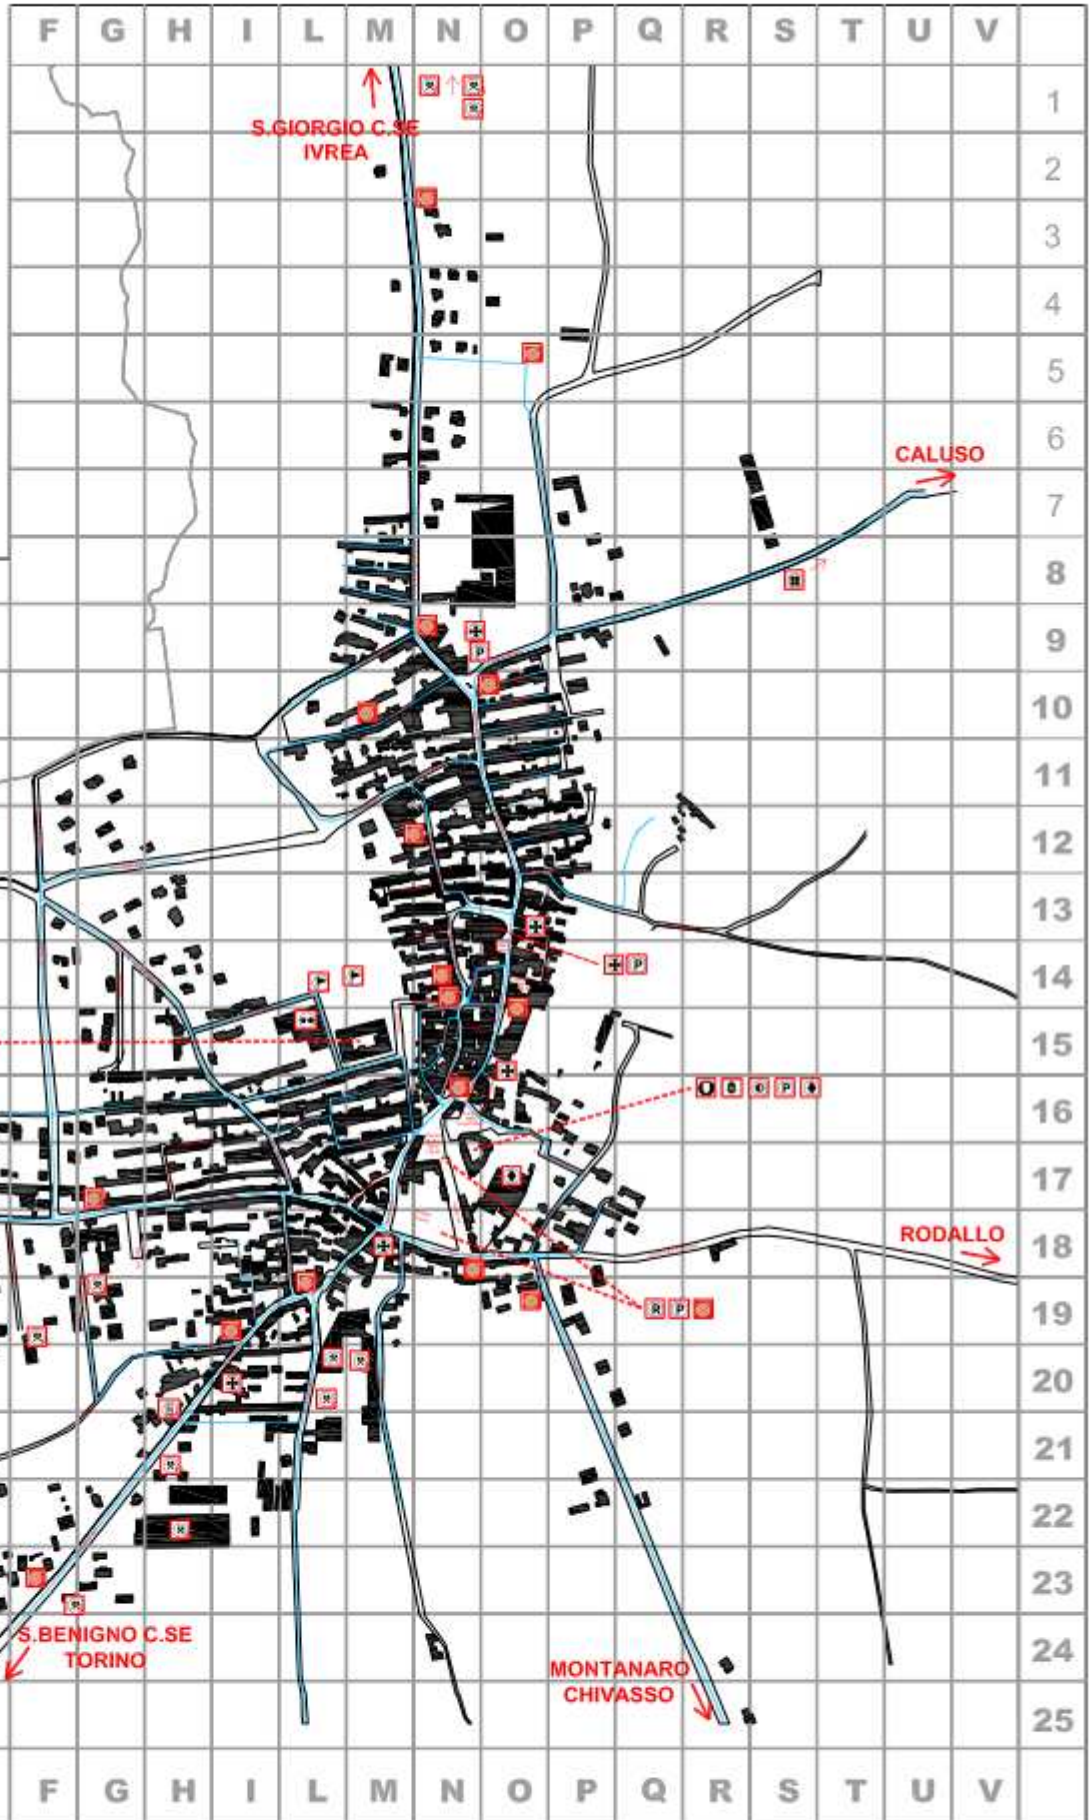 F G H I L M N O P Q R S T U V
1
S.GIORGIO C.SE
IVREA
2
3
4
5
6
CALUSO
7
8
9
P
10
11
12
13
P
14
15
P
16
17
RODALLO
18
R P
19
20
21
22
23
S.BENIGNO C.SE
TORINO
24
MONTANARO
CHIVASSO
25
F G H I L M N O P Q R S T U V